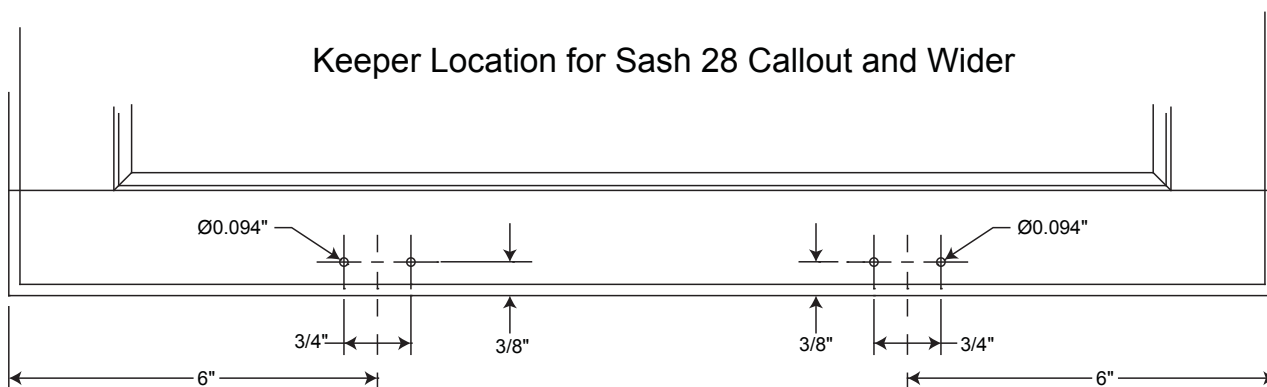 Keeper Location for Sash 28 Callout and Wider
Ø0.094"
Ø0.094"
3/4"
3/8"
3/8"
3/4"
6"
6"